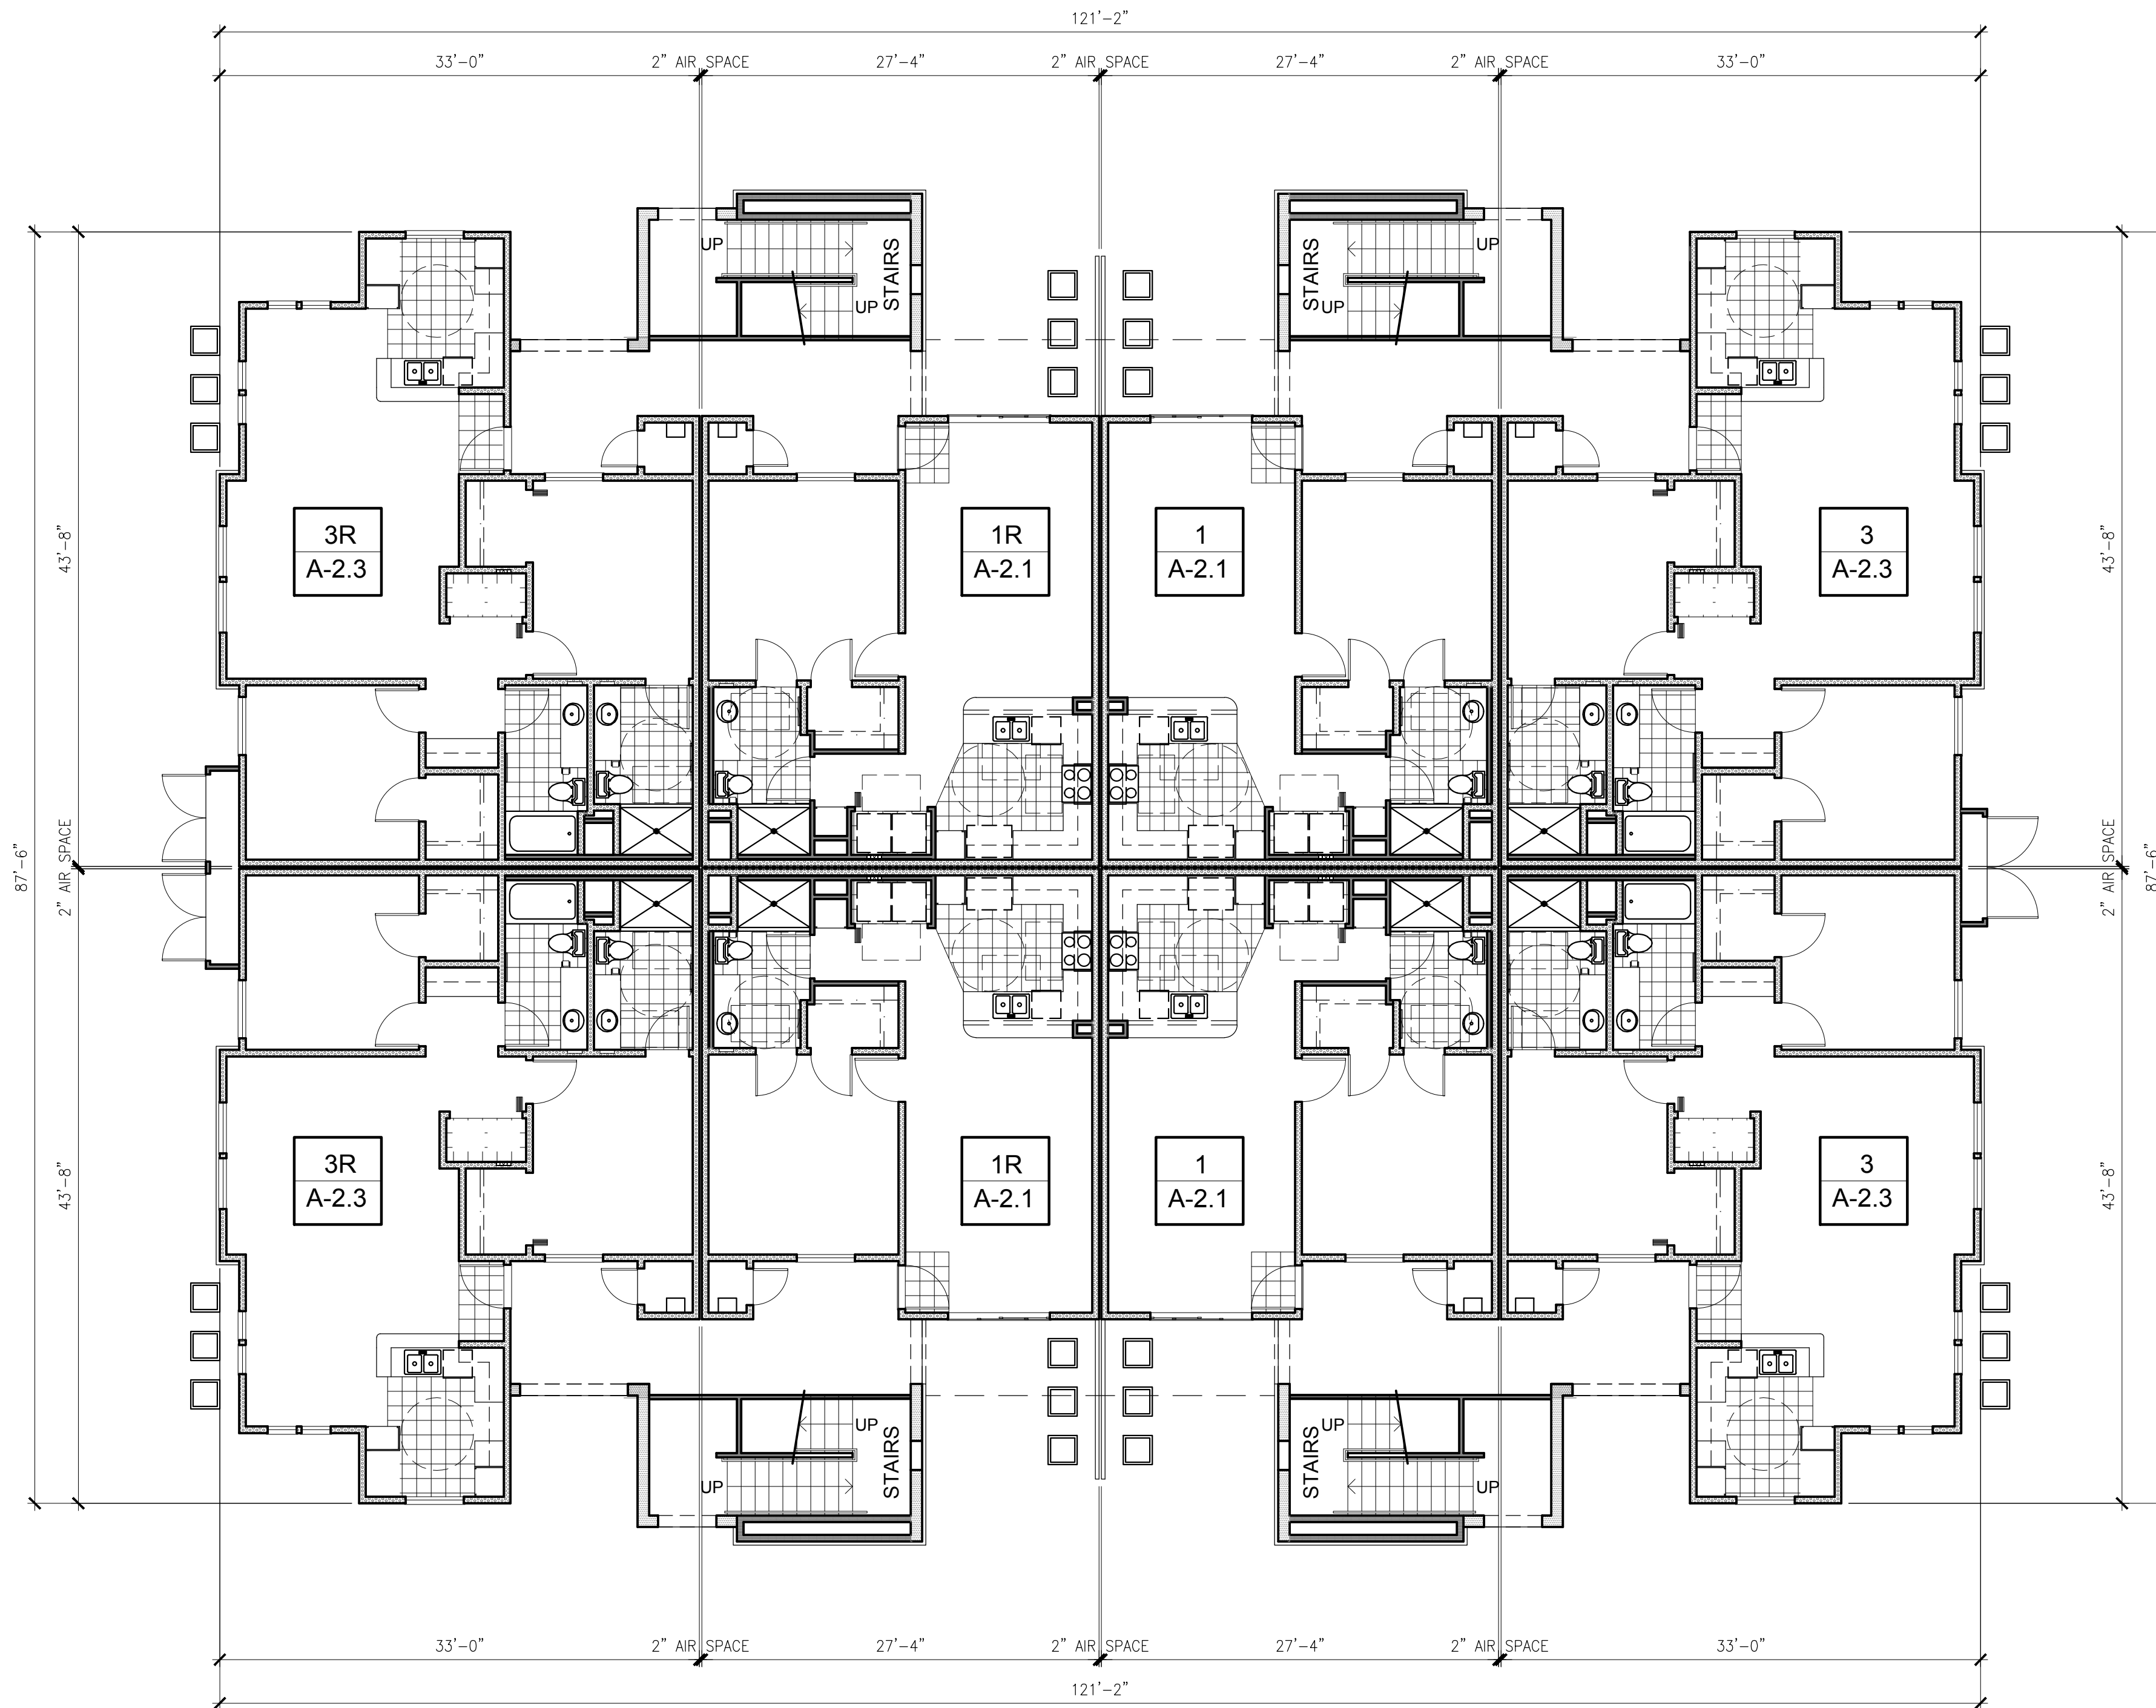 121'-2"
33'-0" 2" AIR SPACE 27'-4" 2" AIR SPACE 27'-4" 2" AIR SPACE 33'-0"
UP STAIRS STAIRS UP
UP UP
43'-8" 43'-8"
3R 1R 1 3
A-2.3 A-2.1 A-2.1 A-2.3
87'-6" 2" AIR SPACE 2" AIR SPACE 87'-6"
43'-8" 43'-8"
3R 1R 1 3
A-2.3 A-2.1 A-2.1 A-2.3
UP UP
UP STAIRS STAIRS UP
33'-0" 2" AIR SPACE 27'-4" 2" AIR SPACE 27'-4" 2" AIR SPACE 33'-0"
121'-2"